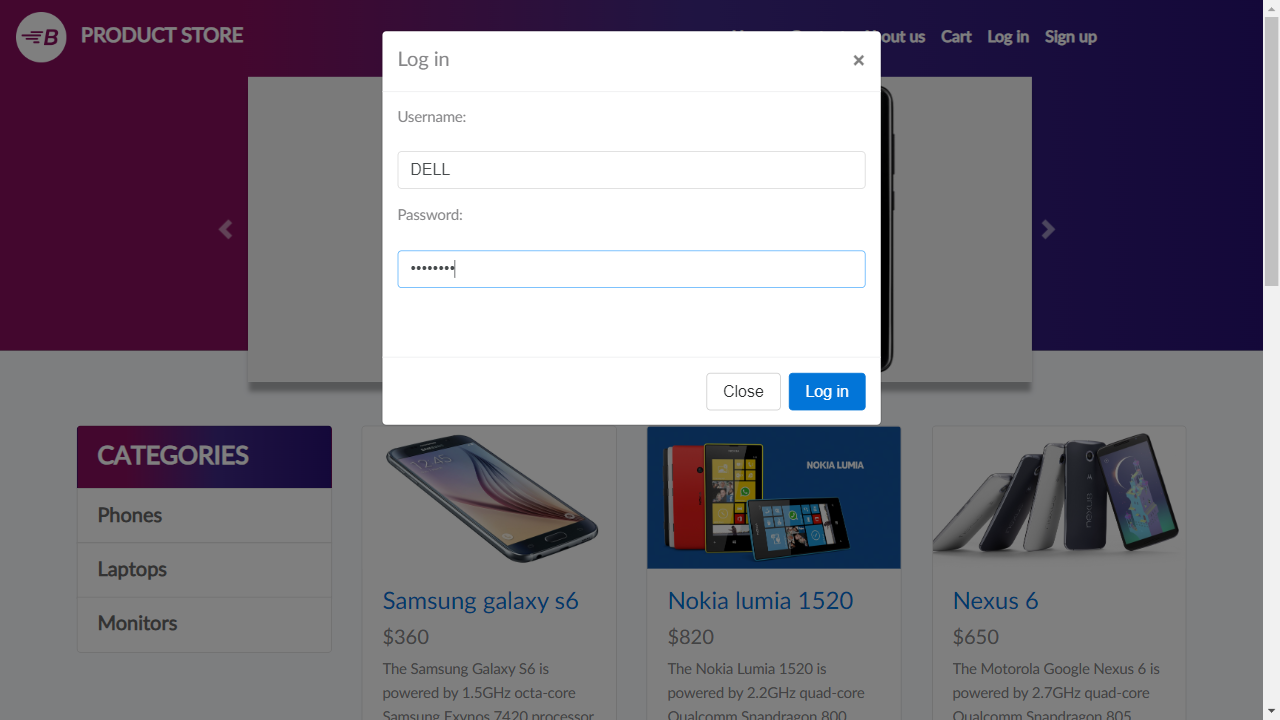 B PRODUCT STORE
out us Cart Log in Sign up
Log in ×
Username:
DELL
Password:
••••••••
Close Log in
CATEGORIES
Phones
Laptops
Monitors
12:45
NOKIA LUMIA
nexus
Samsung galaxy s6
$360
The Samsung Galaxy S6 is
powered by 1.5GHz octa-core
Samsung Exynos 7420 processor
Nokia lumia 1520
$820
The Nokia Lumia 1520 is
powered by 2.2GHz quad-core
Qualcomm Snapdragon 800
Nexus 6
$650
The Motorola Google Nexus 6 is
powered by 2.7GHz quad-core
Qualcomm Snapdragon 805